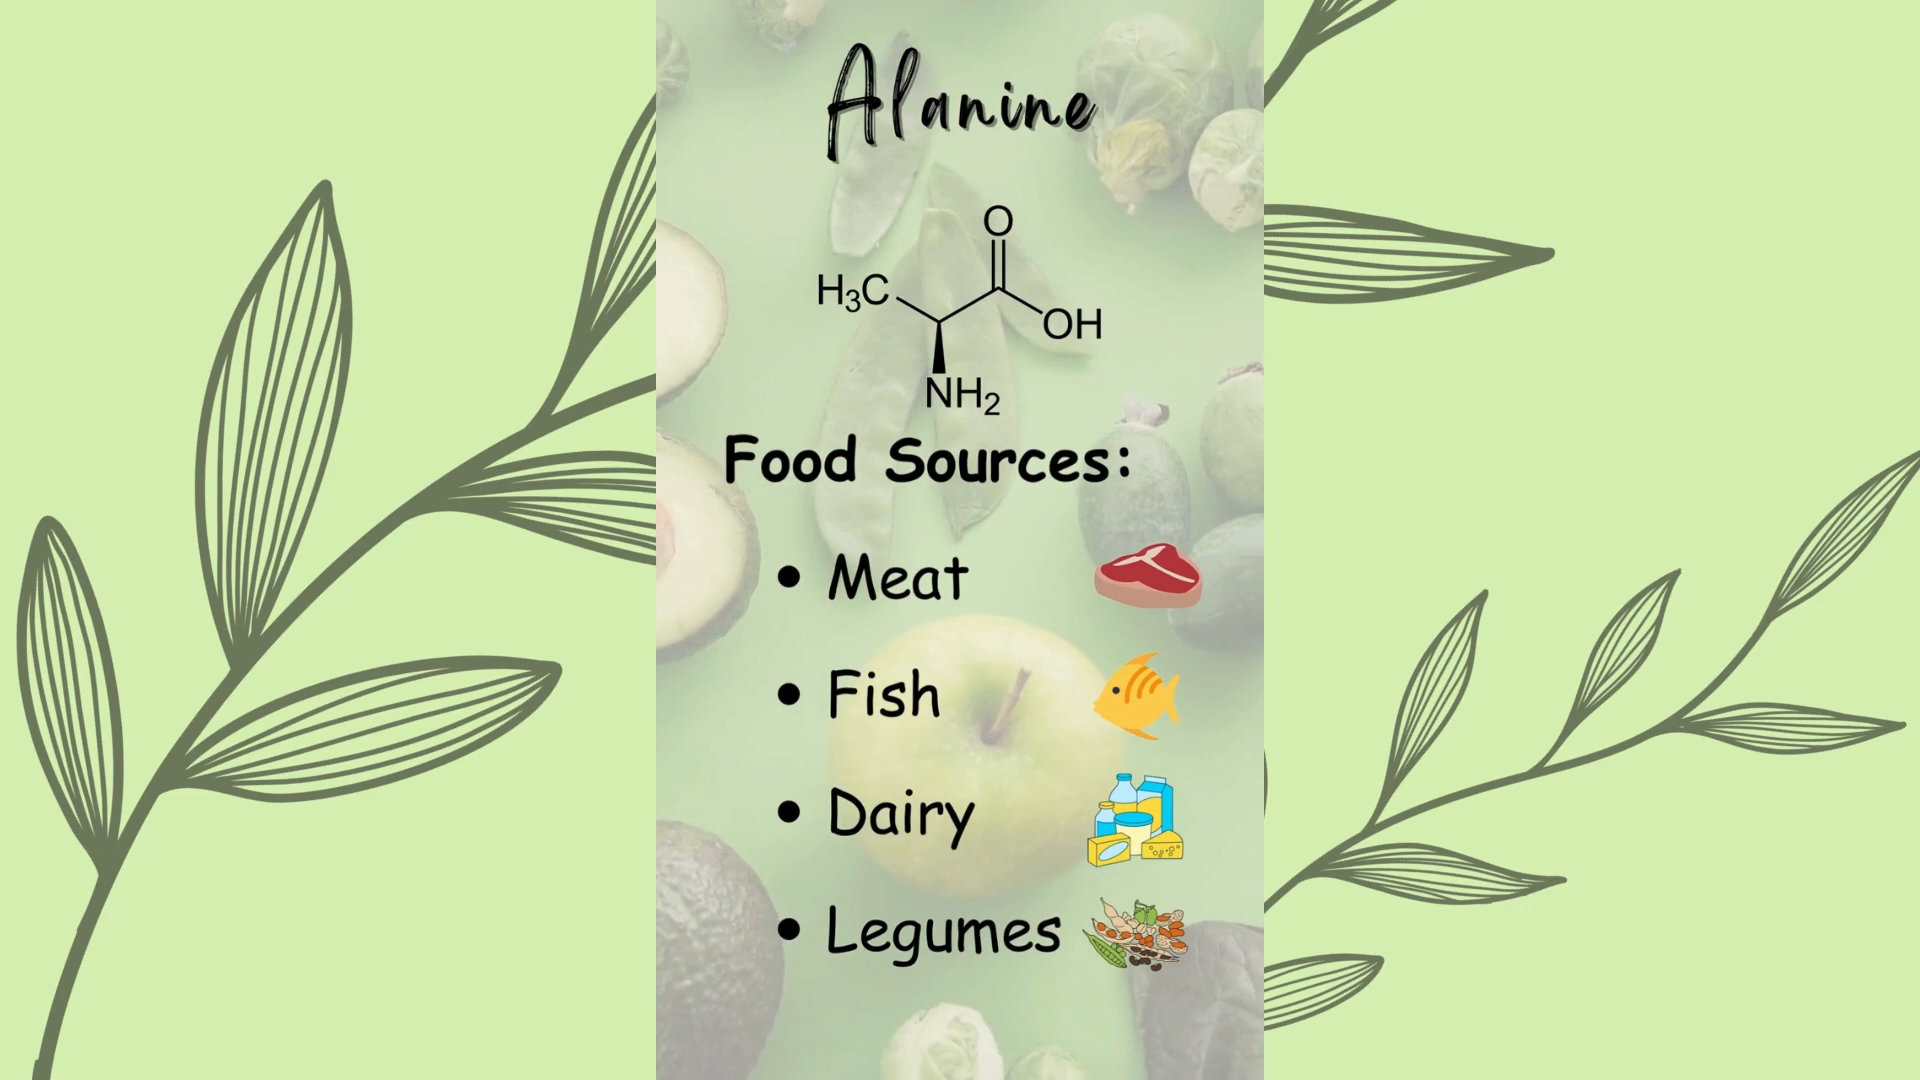 Alanine
O
H₃C
OH
NH₂
Food Sources:
• Meat
• Fish
• Dairy
• Legumes